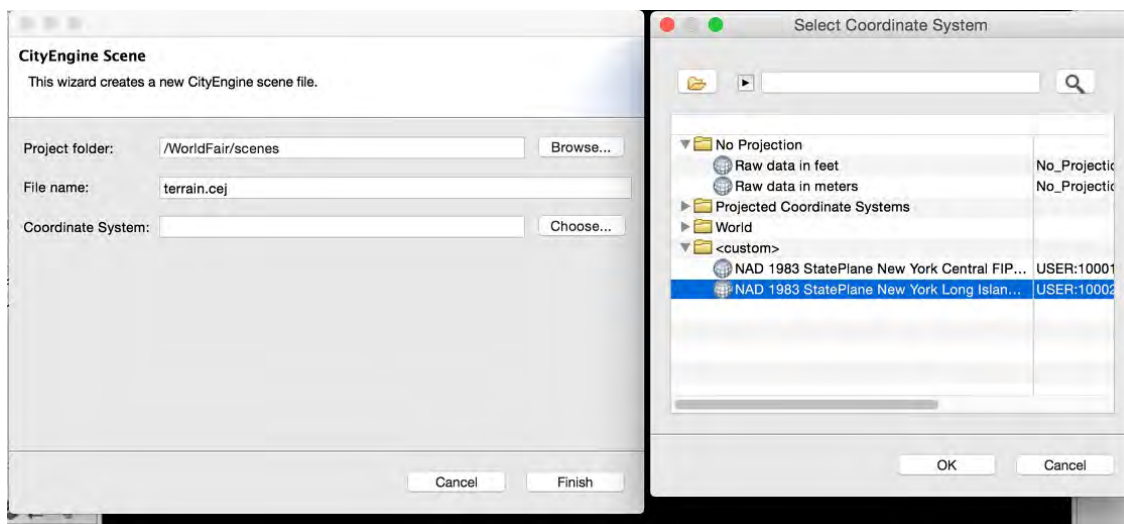 CityEngine Scene
This wizard creates a new CityEngine scene file.
Project folder: /WorldFair/scenes Browse...
File name: terrain.cej
Coordinate System: Choose...
Cancel Finish
Select Coordinate System
No Projection
Raw data in feet No_Projectic
Raw data in meters No_Projectic
Projected Coordinate Systems
World
<custom>
NAD 1983 StatePlane New York Central FIP... USER:10001
NAD 1983 StatePlane New York Long Islan... USER:10002
OK Cancel